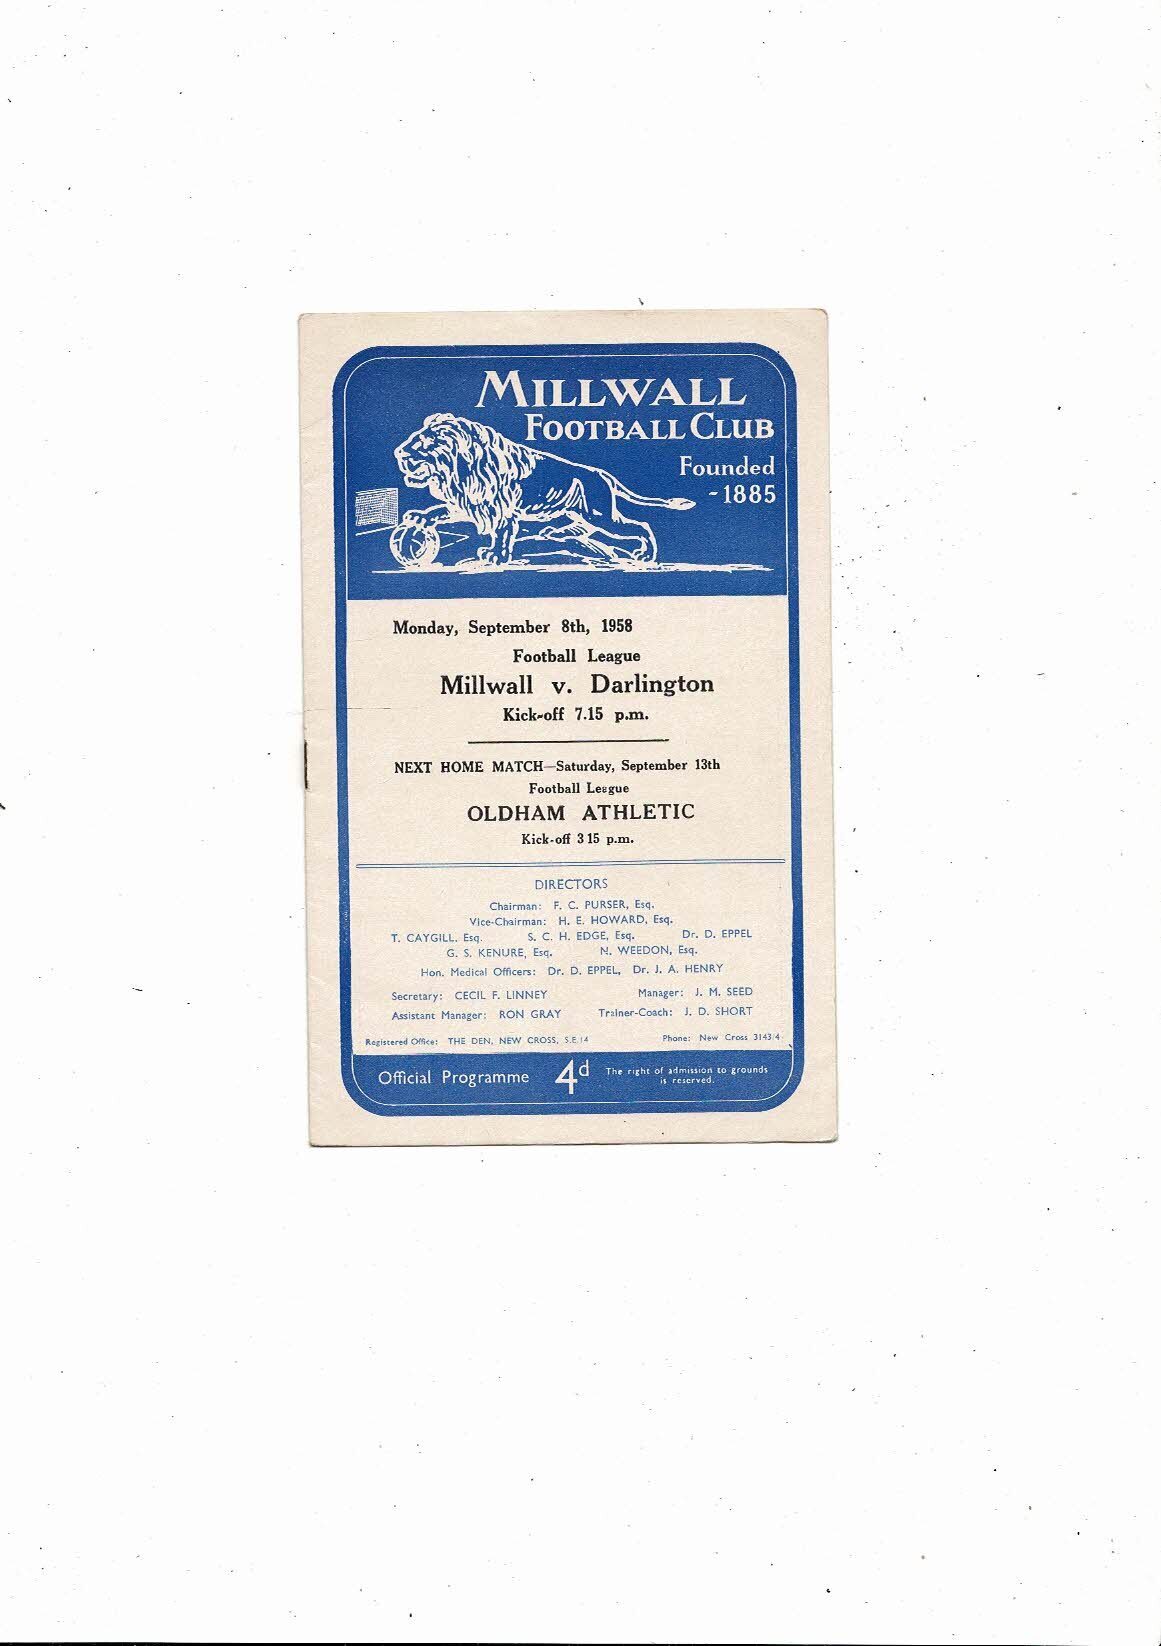 MILLWALL
FOOTBALL CLUB
Founded
-1885
Monday, September 8th, 1958
Football League
Millwall v. Darlington
Kick-off 7.15 p.m.
NEXT HOME MATCH—Saturday, September 13th
Football League
OLDHAM ATHLETIC
Kick-off 3 15 p.m.
DIRECTORS
Chairman: F. C. PURSER, Esq.
Vice-Chairman: H. E. HOWARD, Esq.
T. CAYGILL. Esq. S. C. H. EDGE, Esq. Dr. D. EPPEL
G. S. KENURE, Esq. N. WEEDON, Esq.
Hon. Medical Officers: Dr. D. EPPEL, Dr. J. A. HENRY
Secretary: CECIL F. LINNEY Manager: J. M. SEED
Assistant Manager: RON GRAY Trainer-Coach: J. D. SHORT
Registered Office: THE DEN, NEW CROSS, S.E.14 Phone: New Cross 3143/4
Official Programme 4d The right of admission to grounds
is reserved.